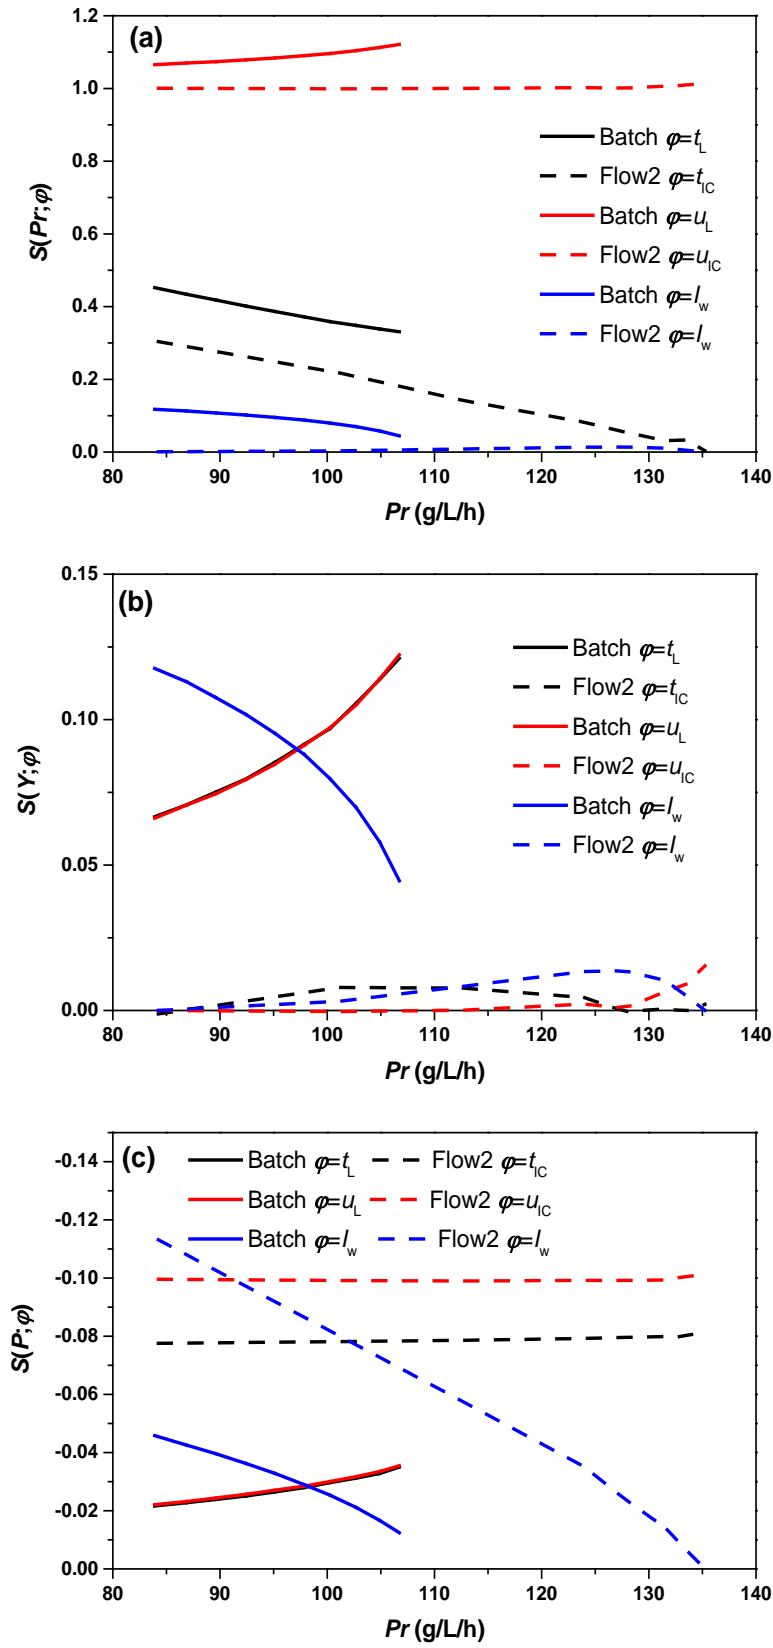 (a)
S(Pr;φ)
1.2
1.0
0.8
0.6
0.4
0.2
0.0
Batch φ=tL
Flow2 φ=tIC
Batch φ=uL
Flow2 φ=uIC
Batch φ=lw
Flow2 φ=lw
80 90 100 110 120 130 140
Pr (g/L/h)
(b)
S(Y;φ)
0.15
0.10
0.05
0.00
Batch φ=tL
Flow2 φ=tIC
Batch φ=uL
Flow2 φ=uIC
Batch φ=lw
Flow2 φ=lw
80 90 100 110 120 130 140
Pr (g/L/h)
(c)
S(P;φ)
-0.14
-0.12
-0.10
-0.08
-0.06
-0.04
-0.02
0.00
Batch φ=tL Flow2 φ=tIC
Batch φ=uL Flow2 φ=uIC
Batch φ=lw Flow2 φ=lw
80 90 100 110 120 130 140
Pr (g/L/h)